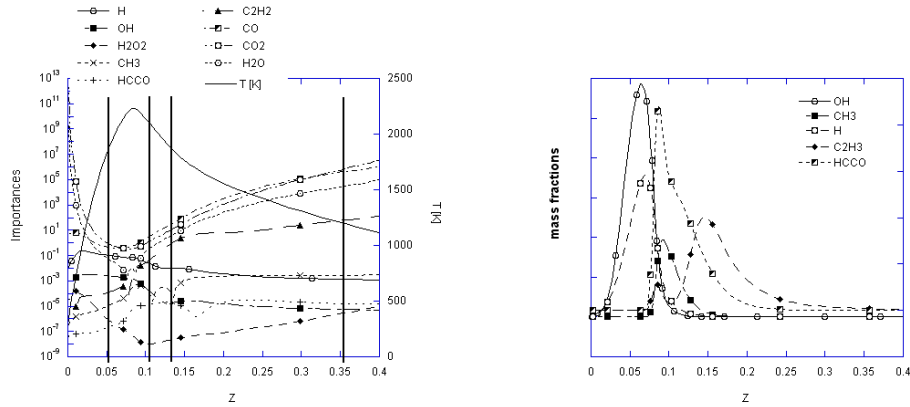 H
OH
H2O2
CH3
HCCO
C2H2
CO
CO2
H2O
T [K]
10^13
10^11
10^9
10^7
10^5
10^3
10^1
10^-1
10^-3
10^-5
10^-7
10^-9
Importances
2500
2000
1500
1000
500
0
T [K]
0 0.05 0.1 0.15 0.2 0.25 0.3 0.35 0.4
Z
mass fractions
OH
CH3
H
C2H3
HCCO
0 0.05 0.1 0.15 0.2 0.25 0.3 0.35 0.4
Z